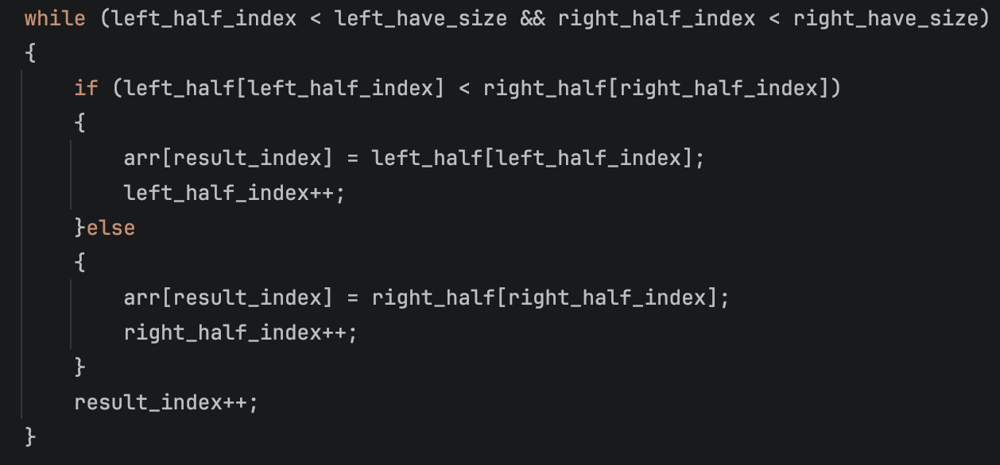 while (left_half_index < left_have_size && right_half_index < right_have_size)
{
    if (left_half[left_half_index] < right_half[right_half_index])
    {
        arr[result_index] = left_half[left_half_index];
        left_half_index++;
    }else
    {
        arr[result_index] = right_half[right_half_index];
        right_half_index++;
    }
    result_index++;
}